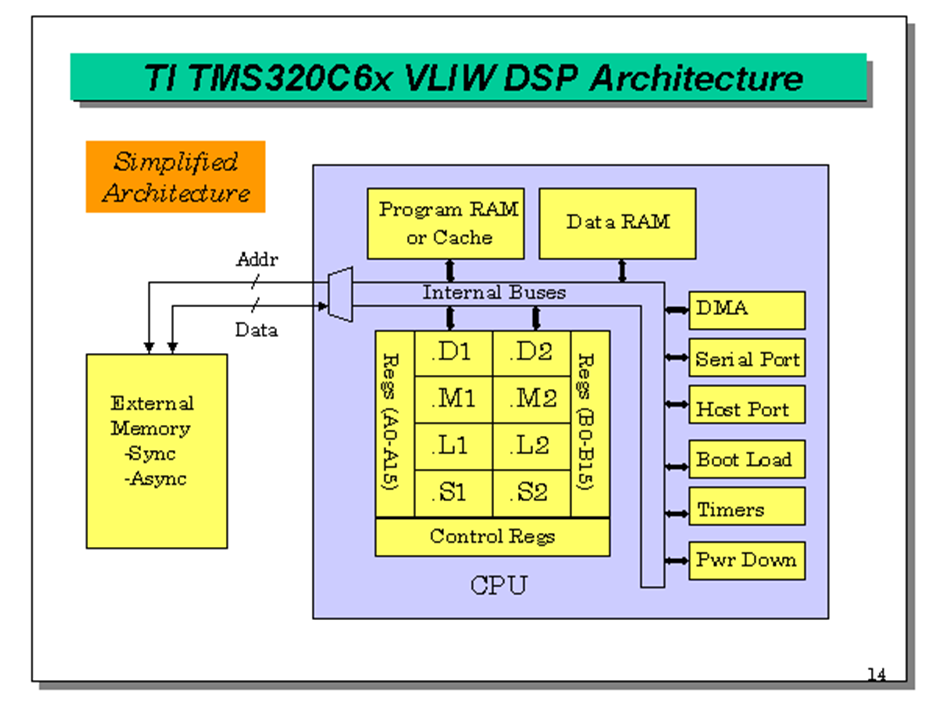 TI TMS320C6x VLIW DSP Architecture
Simplified
Architecture
Program RAM
or Cache
Data RAM
Addr
Internal Buses
Data
DMA
Serial Port
Host Port
Boot Load
Timers
Pwr Down
Regs (A0-A15)
.D1
.D2
.M1
.M2
.L1
.L2
.S1
.S2
Regs (B0-B15)
Control Regs
CPU
External
Memory
-Sync
-Async
14